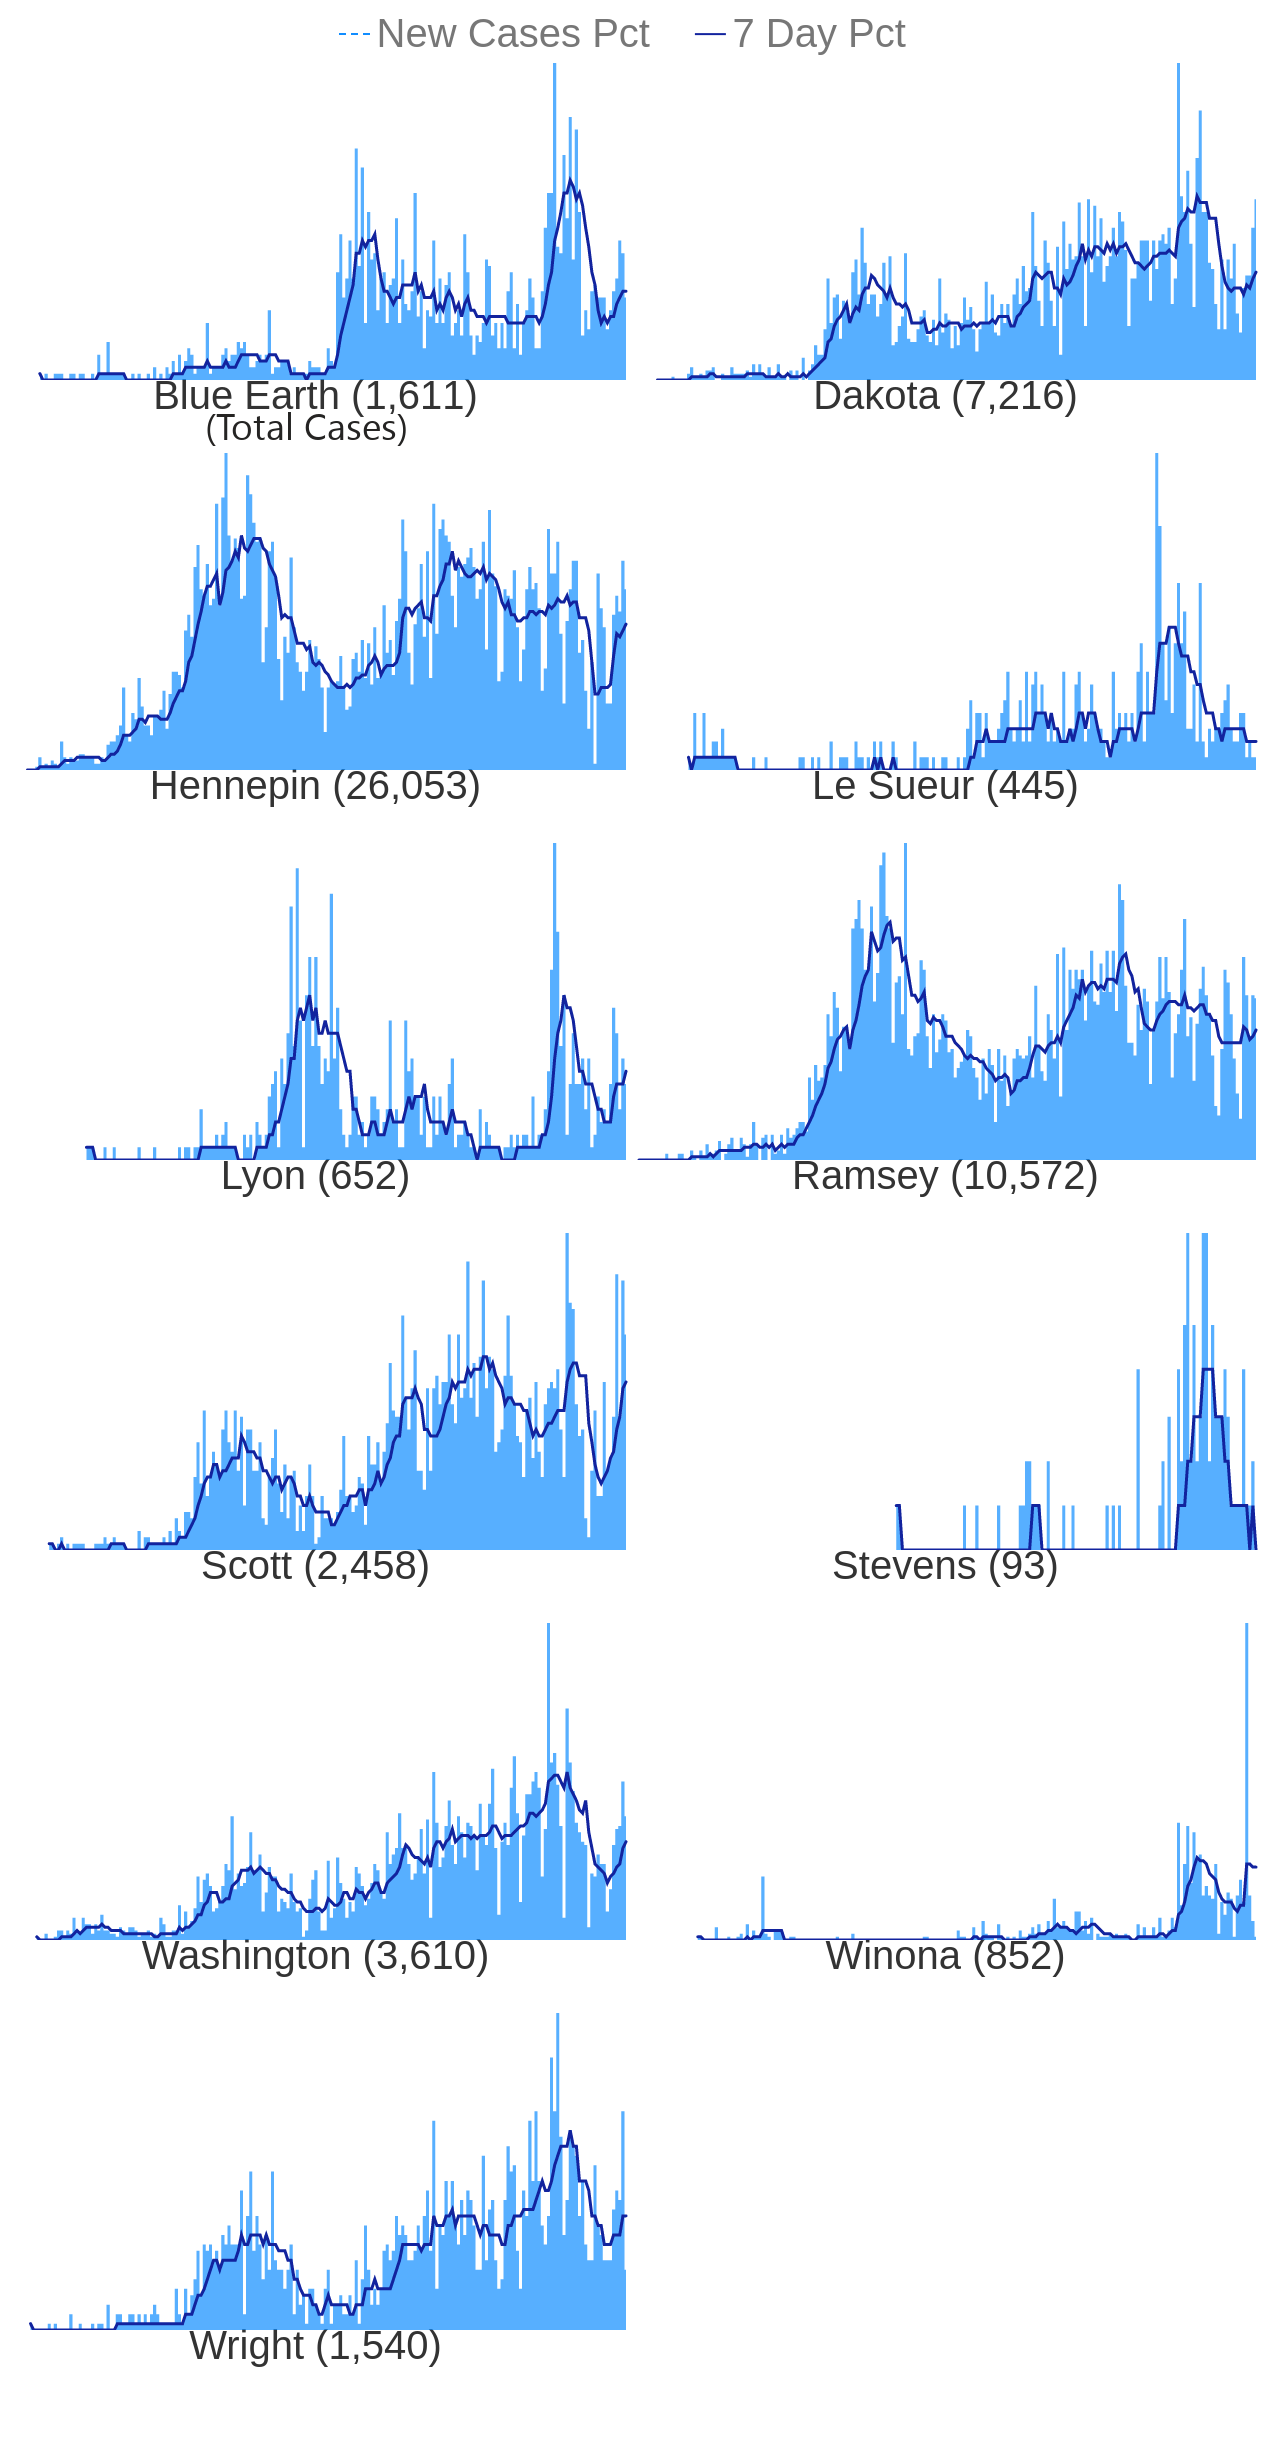 New Cases Pct 7 Day Pct
Blue Earth (1,611) Dakota (7,216)
(Total Cases)
Hennepin (26,053) Le Sueur (445)
Lyon (652) Ramsey (10,572)
Scott (2,458) Stevens (93)
Washington (3,610) Winona (852)
Wright (1,540)